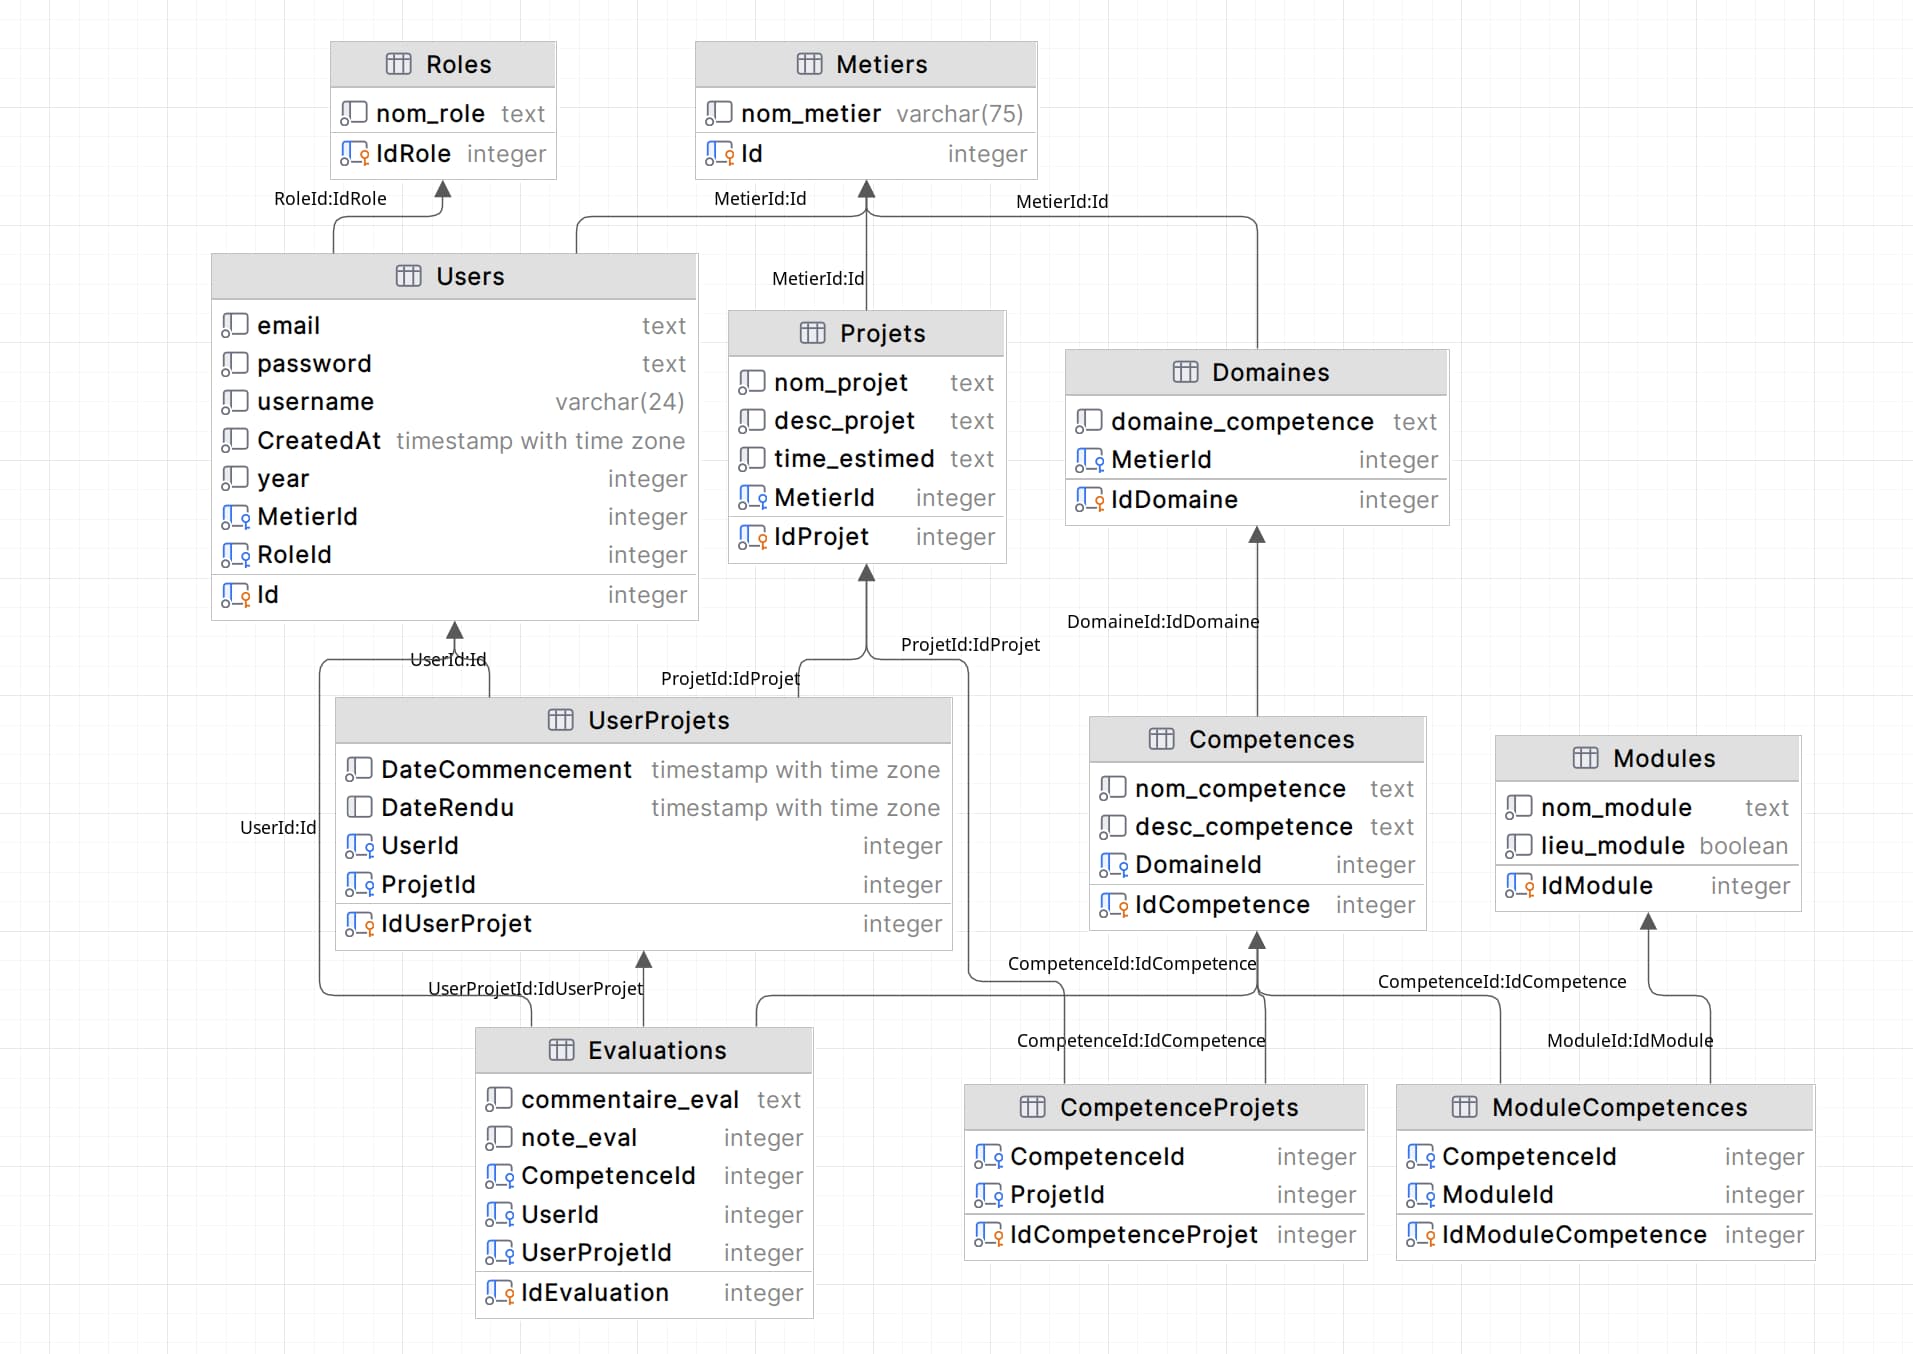 Roles
nom_role text
IdRole integer
Metiers
nom_metier varchar(75)
Id integer
RoleId:IdRole
MetierId:Id
MetierId:Id
MetierId:Id
Users
email text
password text
username varchar(24)
CreatedAt timestamp with time zone
year integer
MetierId integer
RoleId integer
Id integer
Projets
nom_projet text
desc_projet text
time_estimed text
MetierId integer
IdProjet integer
Domaines
domaine_competence text
MetierId integer
IdDomaine integer
DomaineId:IdDomaine
UserId:Id
ProjetId:IdProjet
ProjetId:IdProjet
UserProjets
DateCommencement timestamp with time zone
DateRendu timestamp with time zone
UserId integer
ProjetId integer
IdUserProjet integer
Competences
nom_competence text
desc_competence text
DomaineId integer
IdCompetence integer
Modules
nom_module text
lieu_module boolean
IdModule integer
UserId:Id
UserProjetId:IdUserProjet
CompetenceId:IdCompetence
CompetenceId:IdCompetence
CompetenceId:IdCompetence
ModuleId:IdModule
Evaluations
commentaire_eval text
note_eval integer
CompetenceId integer
UserId integer
UserProjetId integer
IdEvaluation integer
CompetenceProjets
CompetenceId integer
ProjetId integer
IdCompetenceProjet integer
ModuleCompetences
CompetenceId integer
ModuleId integer
IdModuleCompetence integer